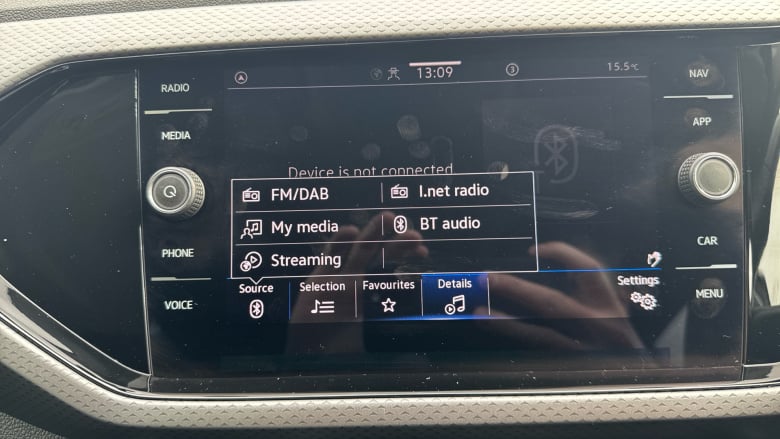 RADIO
MEDIA
PHONE
VOICE
13:09
3
15.5°C
NAV
APP
CAR
MENU
Device is not connected
FM/DAB
I.net radio
My media
BT audio
Streaming
Source
Selection
Favourites
Details
Settings